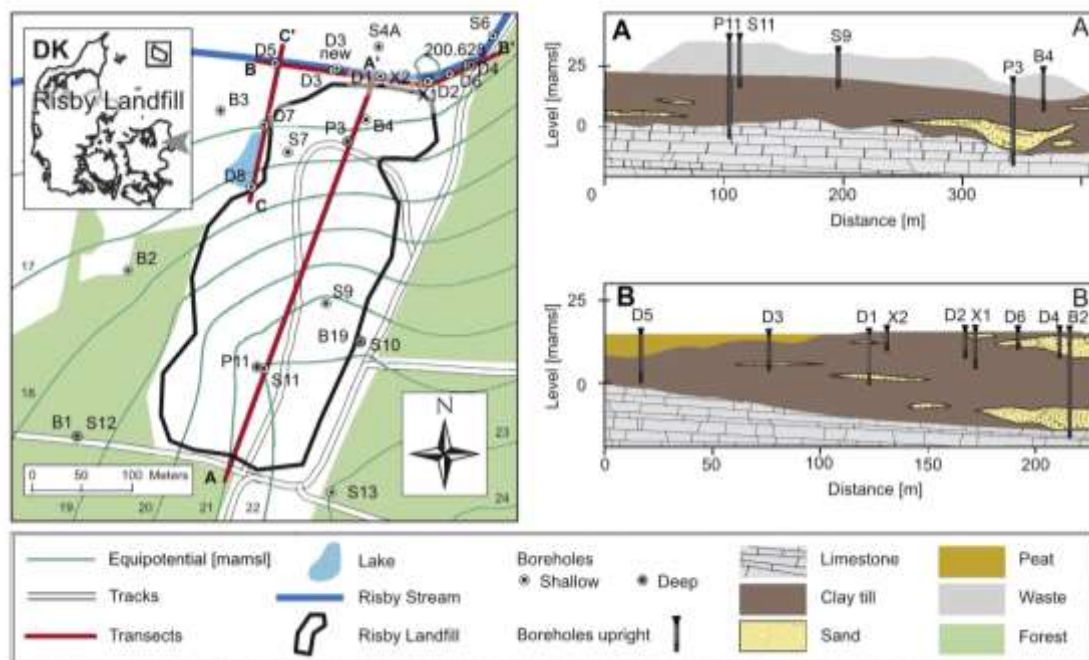 DK
Risby Landfill
C'
D5
B
D3
new
S4A
A'
D3
D1
X2
200.628
S6
B'
D4
D6
D2
X1
B3
D7
S7
P3
B4
D8
C
17
B2
S9
B19
S10
P11
S11
18
B1
S12
A
N
23
0 50 100 Meters
19
20
21
22
S13
24
A
P11 S11
S9
P3
B4
A
Level [mamsl]
25
0
0
100
200
300
Distance [m]
B
D5
D3
D1
X2
D2
X1
D6
D4
B2
B
Level [mamsl]
25
0
0
50
100
150
200
Distance [m]
Equipotential [mamsl]
Tracks
Transects
Lake
Risby Stream
Risby Landfill
Boreholes
Shallow
Deep
Boreholes upright
Limestone
Clay till
Sand
Peat
Waste
Forest